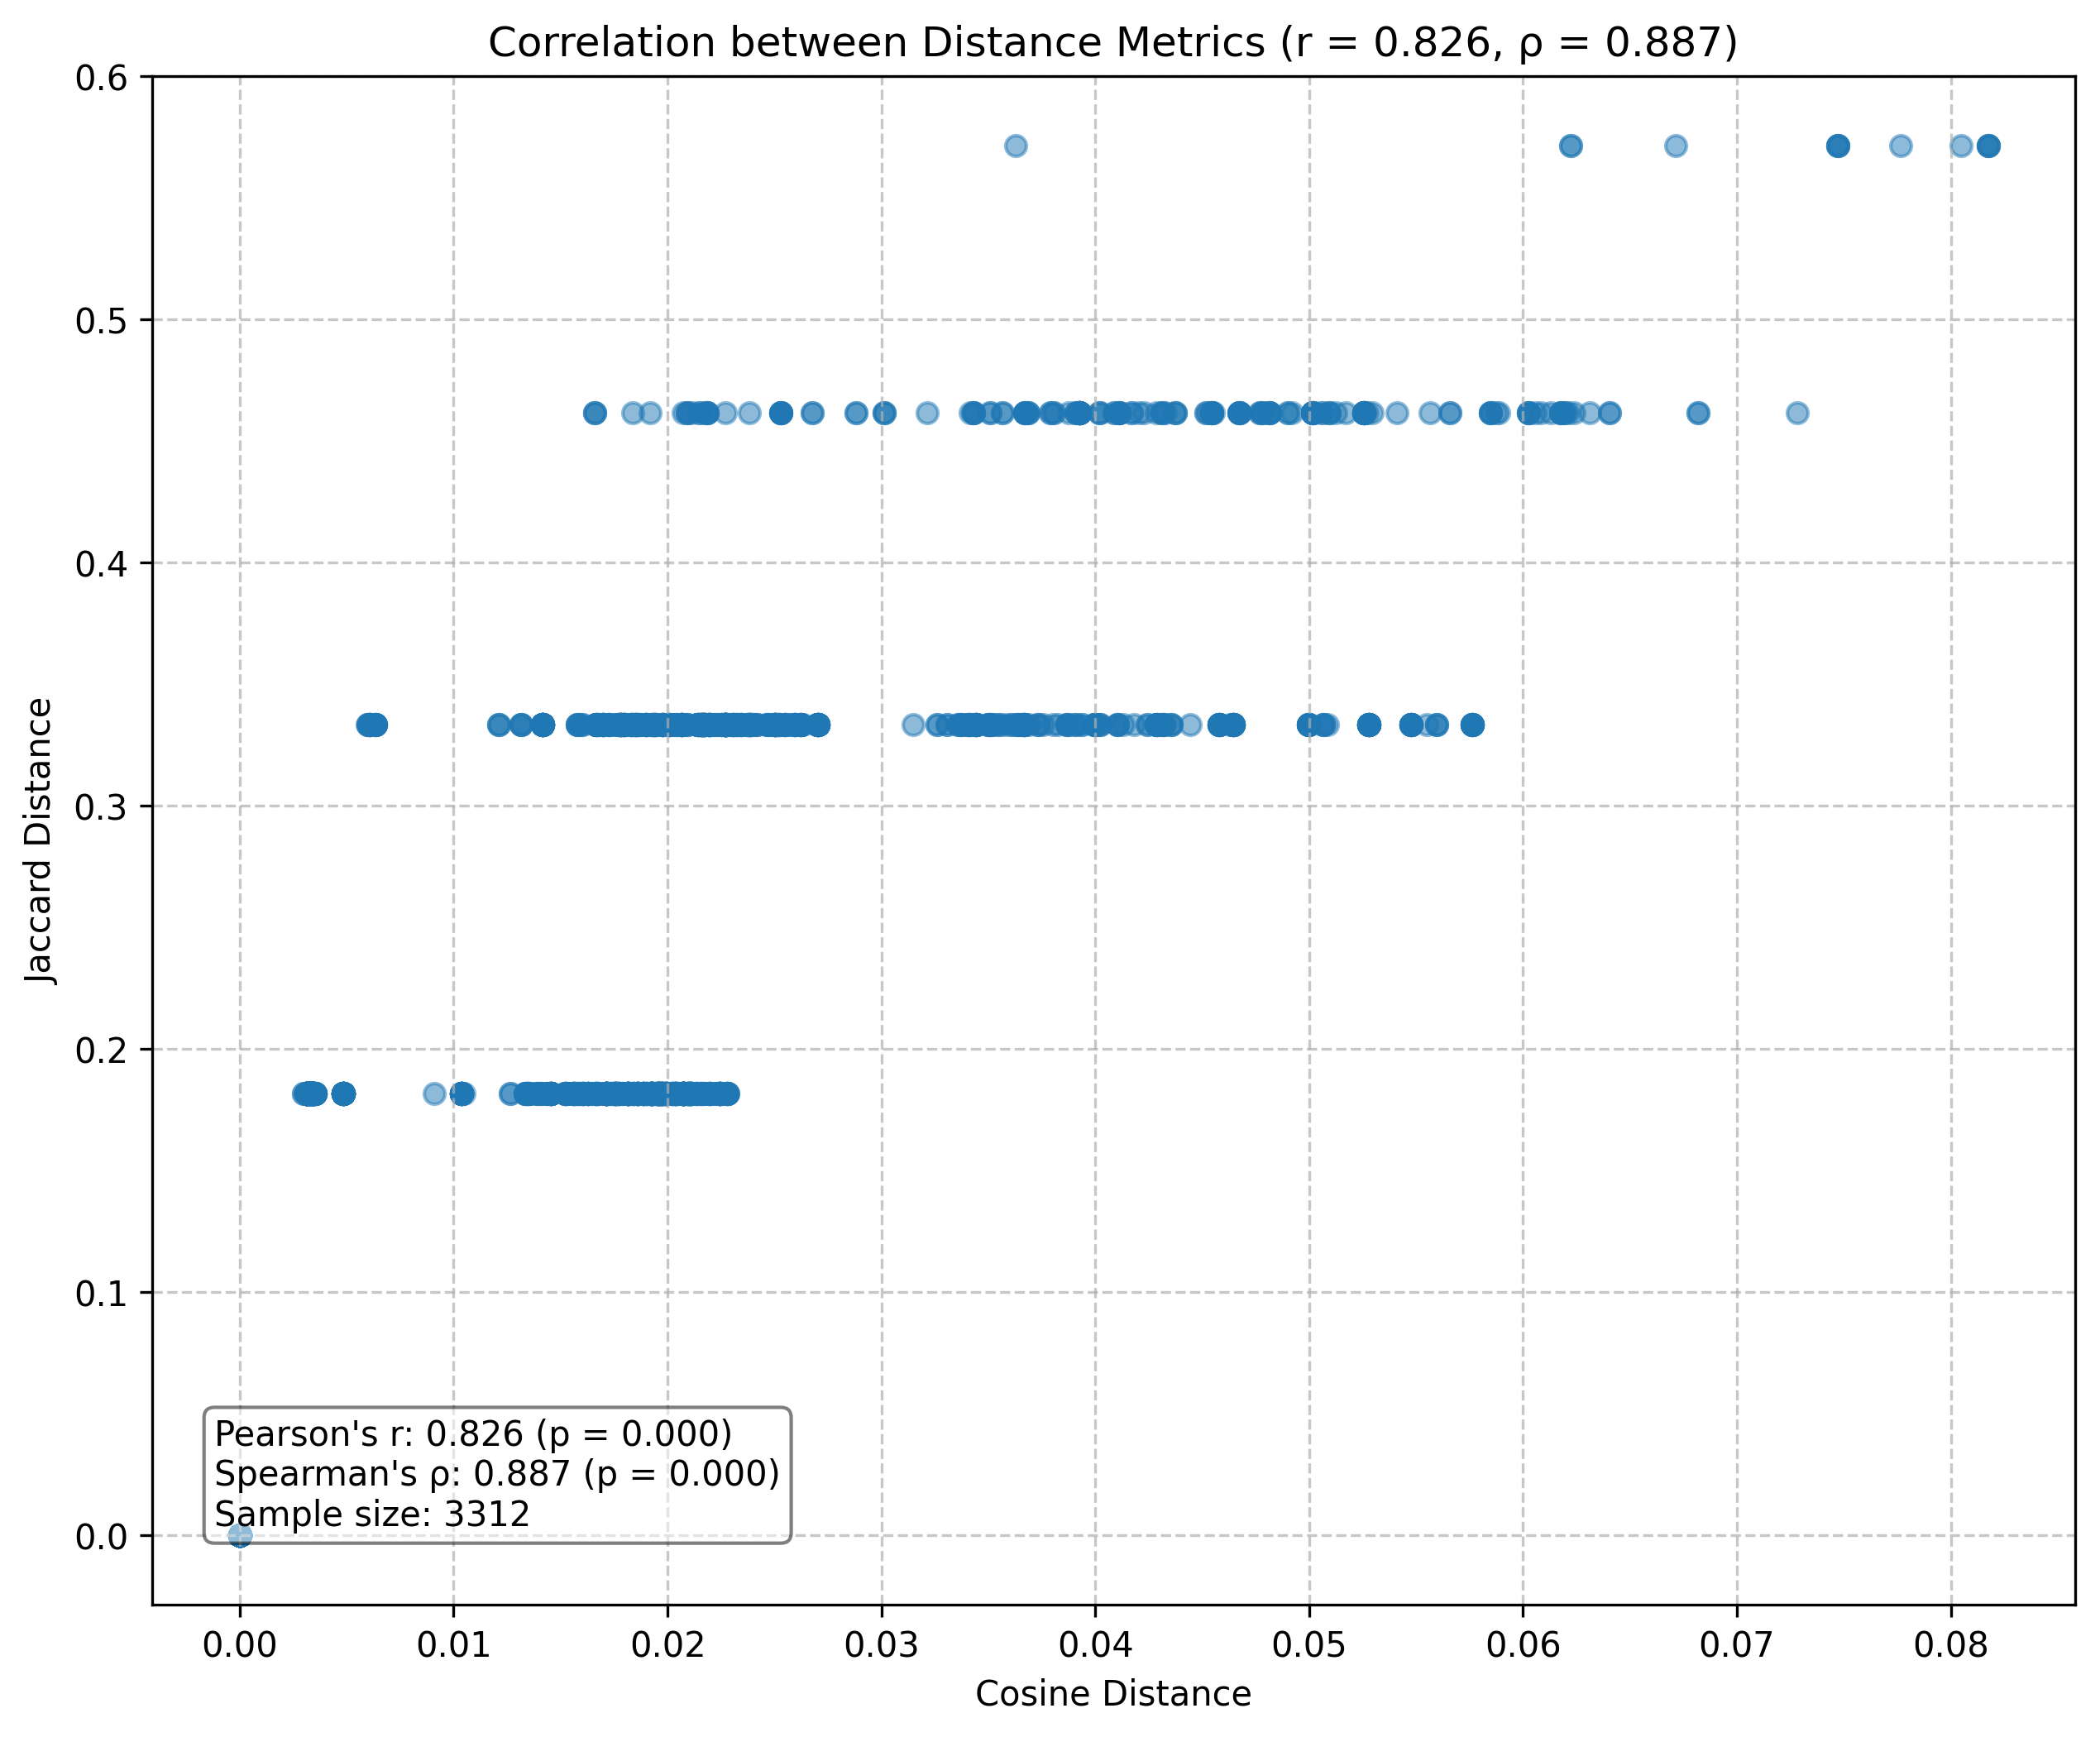 Correlation between Distance Metrics (r = 0.826, ρ = 0.887)
0.6
0.5
0.4
0.3
0.2
0.1
0.0
Jaccard Distance
Pearson's r: 0.826 (p = 0.000)
Spearman's ρ: 0.887 (p = 0.000)
Sample size: 3312
0.00 0.01 0.02 0.03 0.04 0.05 0.06 0.07 0.08
Cosine Distance